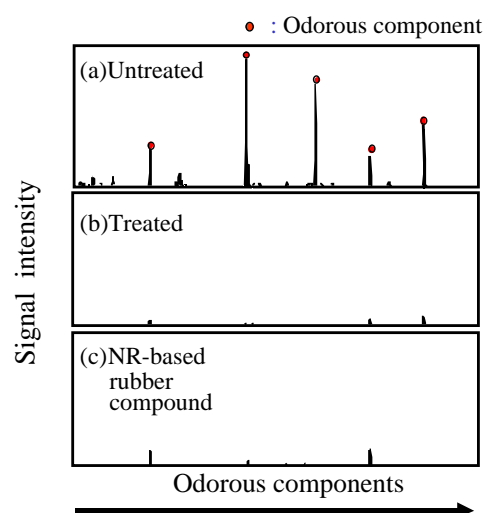 ● : Odorous component
(a)Untreated
(b)Treated
(c)NR-based
rubber
compound
Signal intensity
Odorous components